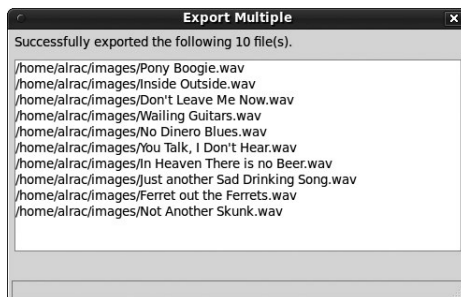 Export Multiple
Successfully exported the following 10 file(s).
/home/alrac/images/Pony Boogie.wav
/home/alrac/images/Inside Outside.wav
/home/alrac/images/Don't Leave Me Now.wav
/home/alrac/images/Wailing Guitars.wav
/home/alrac/images/No Dinero Blues.wav
/home/alrac/images/You Talk, I Don't Hear.wav
/home/alrac/images/In Heaven There is no Beer.wav
/home/alrac/images/Just another Sad Drinking Song.wav
/home/alrac/images/Ferret out the Ferrets.wav
/home/alrac/images/Not Another Skunk.wav